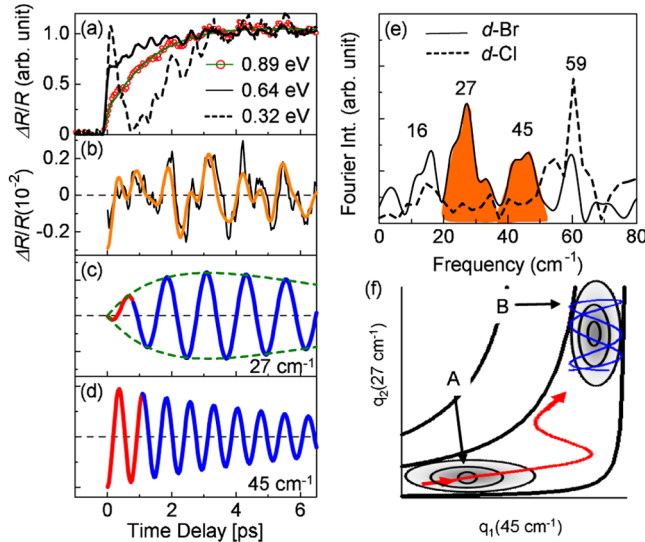 (a)
ΔR/R (arb. unit)
1.0
0.5
0.0
0.89 eV
0.64 eV
0.32 eV
(b)
ΔR/R(10⁻²)
0.2
0
-0.2
(c)
27 cm⁻¹
(d)
45 cm⁻¹
0 2 4 6
Time Delay [ps]
(e)
Fourier Int. (arb. unit)
d-Br
d-Cl
16
27
45
59
0 20 40 60 80
Frequency (cm⁻¹)
(f)
q₂(27 cm⁻¹)
B
A
q₁(45 cm⁻¹)